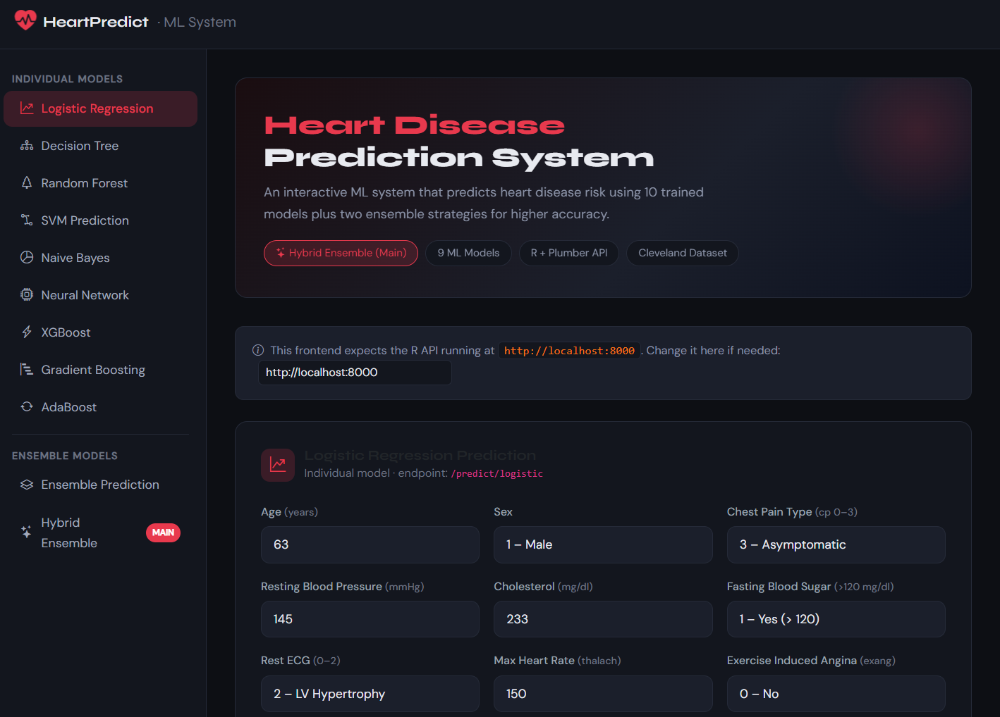 HeartPredict · ML System
INDIVIDUAL MODELS
Logistic Regression
Decision Tree
Random Forest
SVM Prediction
Naive Bayes
Neural Network
XGBoost
Gradient Boosting
AdaBoost
ENSEMBLE MODELS
Ensemble Prediction
Hybrid
Ensemble
MAIN
Heart Disease
Prediction System
An interactive ML system that predicts heart disease risk using 10 trained
models plus two ensemble strategies for higher accuracy.
Hybrid Ensemble (Main) 9 ML Models R + Plumber API Cleveland Dataset
This frontend expects the R API running at http://localhost:8000 . Change it here if needed:
http://localhost:8000
Logistic Regression Prediction
Individual model · endpoint: /predict/logistic
Age (years) Sex Chest Pain Type (cp 0–3)
63 1 – Male 3 – Asymptomatic
Resting Blood Pressure (mmHg) Cholesterol (mg/dl) Fasting Blood Sugar (>120 mg/dl)
145 233 1 – Yes (> 120)
Rest ECG (0–2) Max Heart Rate (thalach) Exercise Induced Angina (exang)
2 – LV Hypertrophy 150 0 – No